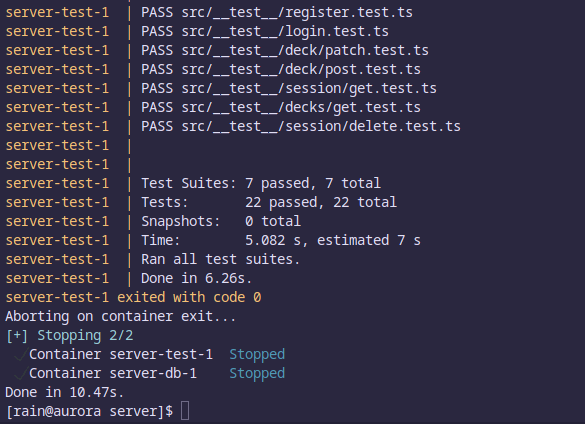 server-test-1  | PASS src/__test__/register.test.ts
server-test-1  | PASS src/__test__/login.test.ts
server-test-1  | PASS src/__test__/deck/patch.test.ts
server-test-1  | PASS src/__test__/deck/post.test.ts
server-test-1  | PASS src/__test__/session/get.test.ts
server-test-1  | PASS src/__test__/decks/get.test.ts
server-test-1  | PASS src/__test__/session/delete.test.ts
server-test-1  |
server-test-1  |
server-test-1  | Test Suites: 7 passed, 7 total
server-test-1  | Tests:       22 passed, 22 total
server-test-1  | Snapshots:   0 total
server-test-1  | Time:        5.082 s, estimated 7 s
server-test-1  | Ran all test suites.
server-test-1  | Done in 6.26s.
server-test-1 exited with code 0
Aborting on container exit...
[+] Stopping 2/2
 ✓Container server-test-1  Stopped
 ✓Container server-db-1    Stopped
Done in 10.47s.
[rain@aurora server]$